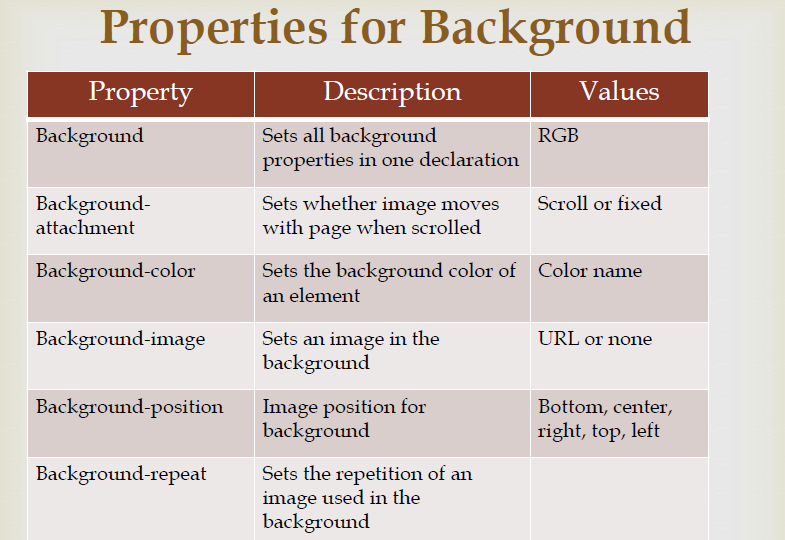 Properties for Background
Property Description Values
Background Sets all background RGB
properties in one declaration
Background- Sets whether image moves Scroll or fixed
attachment with page when scrolled
Background-color Sets the background color of Color name
an element
Background-image Sets an image in the URL or none
background
Background-position Image position for Bottom, center,
background right, top, left
Background-repeat Sets the repetition of an
image used in the
background